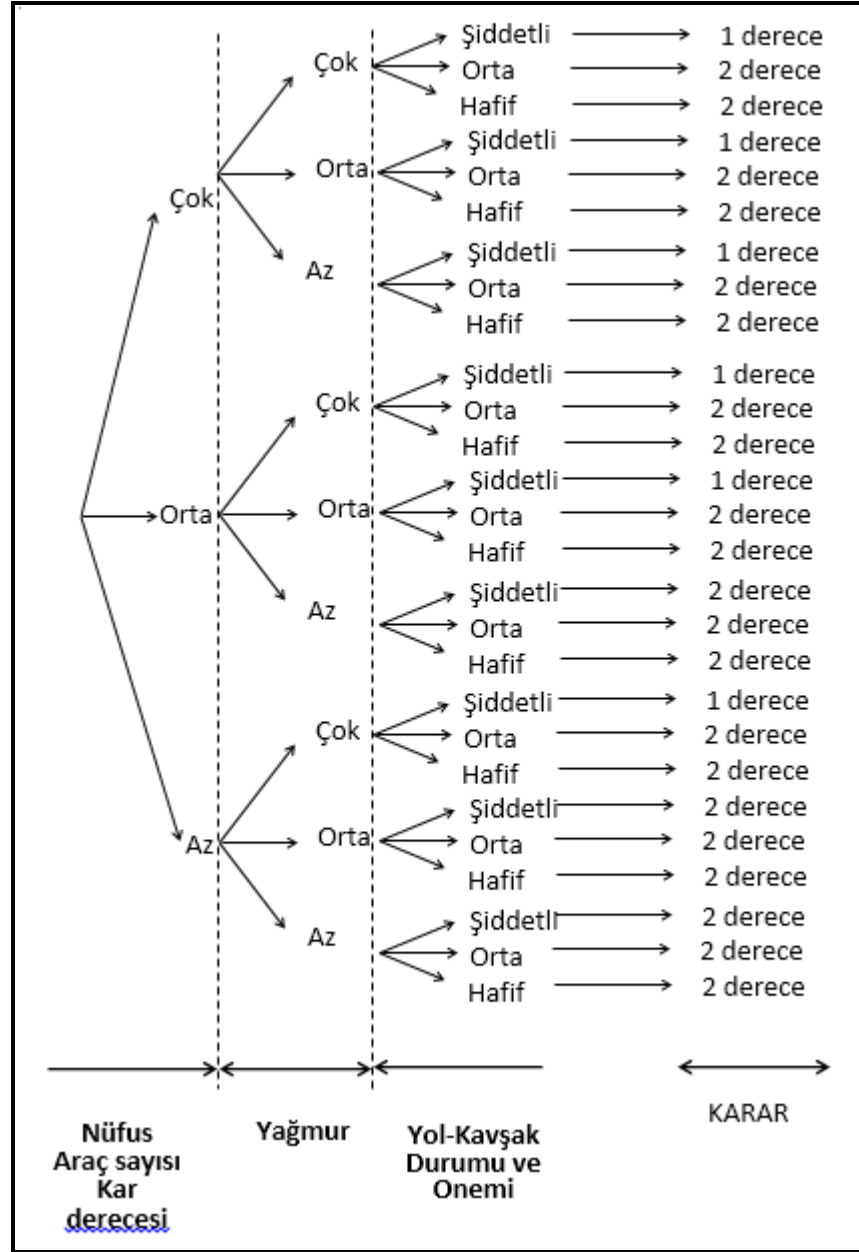 Şiddetli 1 derece
Çok Orta 2 derece
Hafif 2 derece
Şiddetli 1 derece
Orta Orta 2 derece
Çok
Hafif 2 derece
Şiddetli 1 derece
Az Orta 2 derece
Hafif 2 derece
Şiddetli 1 derece
Çok Orta 2 derece
Hafif 2 derece
Şiddetli 1 derece
Orta Orta Orta 2 derece
Hafif 2 derece
Şiddetli 2 derece
Az Orta 2 derece
Hafif 2 derece
Şiddetli 1 derece
Çok Orta 2 derece
Hafif 2 derece
Şiddetli 2 derece
Az Orta Orta 2 derece
Hafif 2 derece
Şiddetli 2 derece
Az Orta 2 derece
Hafif 2 derece
Nüfus
Araç sayısı
Kar
derecesi
Yağmur
Yol-Kavşak
Durumu ve
Onemi
KARAR